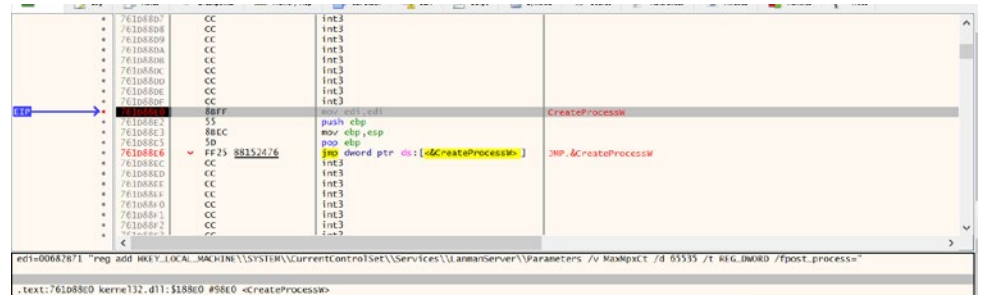 761D88D7 CC int3
761D88D8 CC int3
761D88D9 CC int3
761D88DA CC int3
761D88DB CC int3
761D88DC CC int3
761D88DD CC int3
761D88DE CC int3
761D88DF CC int3
EIP 761D88E0 8BFF mov edi,edi CreateProcessW
761D88E2 55 push ebp
761D88E3 8BEC mov ebp,esp
761D88E5 5D pop ebp
761D88E6 FF25 88152476 jmp dword ptr ds:[<&CreateProcessW>] JMP.&CreateProcessW
761D88EC CC int3
761D88ED CC int3
761D88EE CC int3
761D88EF CC int3
761D88F0 CC int3
761D88F1 CC int3
761D88F2 CC int3
edi=00682B71 "reg add HKEY_LOCAL_MACHINE\\SYSTEM\\CurrentControlSet\\Services\\LanmanServer\\Parameters /v MaxMpxCt /d 65535 /t REG_DWORD /fpost_process="
.text:761D88E0 kernel32.dll:$188E0 #98E0 <CreateProcessW>